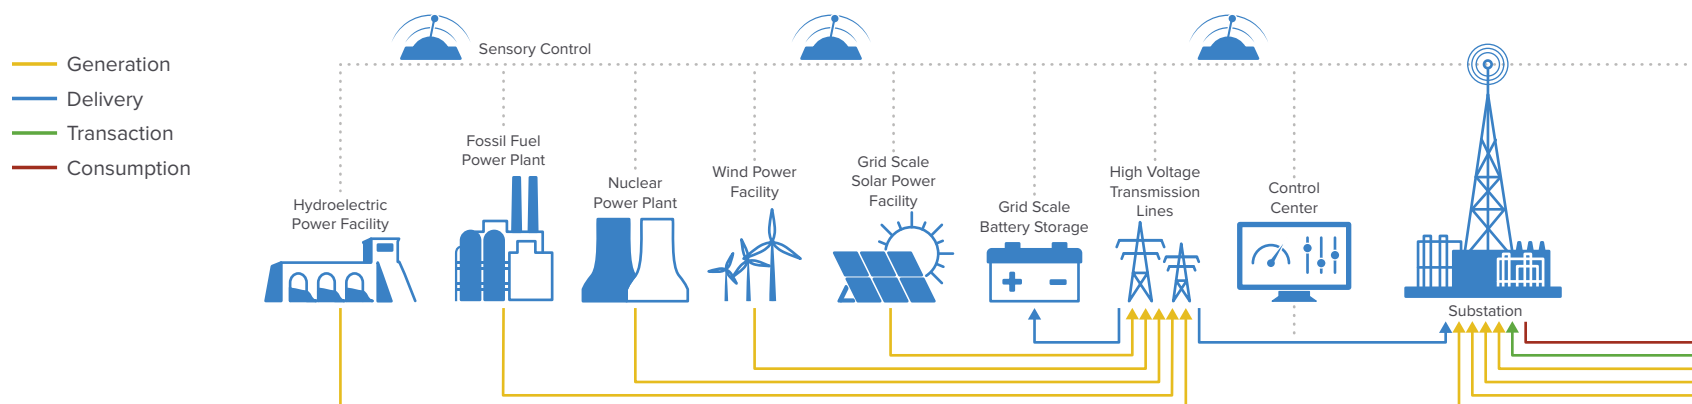 Sensory Control
Generation
Delivery
Transaction
Consumption
Hydroelectric
Power Facility
Fossil Fuel
Power Plant
Nuclear
Power Plant
Wind Power
Facility
Grid Scale
Solar Power
Facility
Grid Scale
Battery Storage
High Voltage
Transmission
Lines
Control
Center
Substation